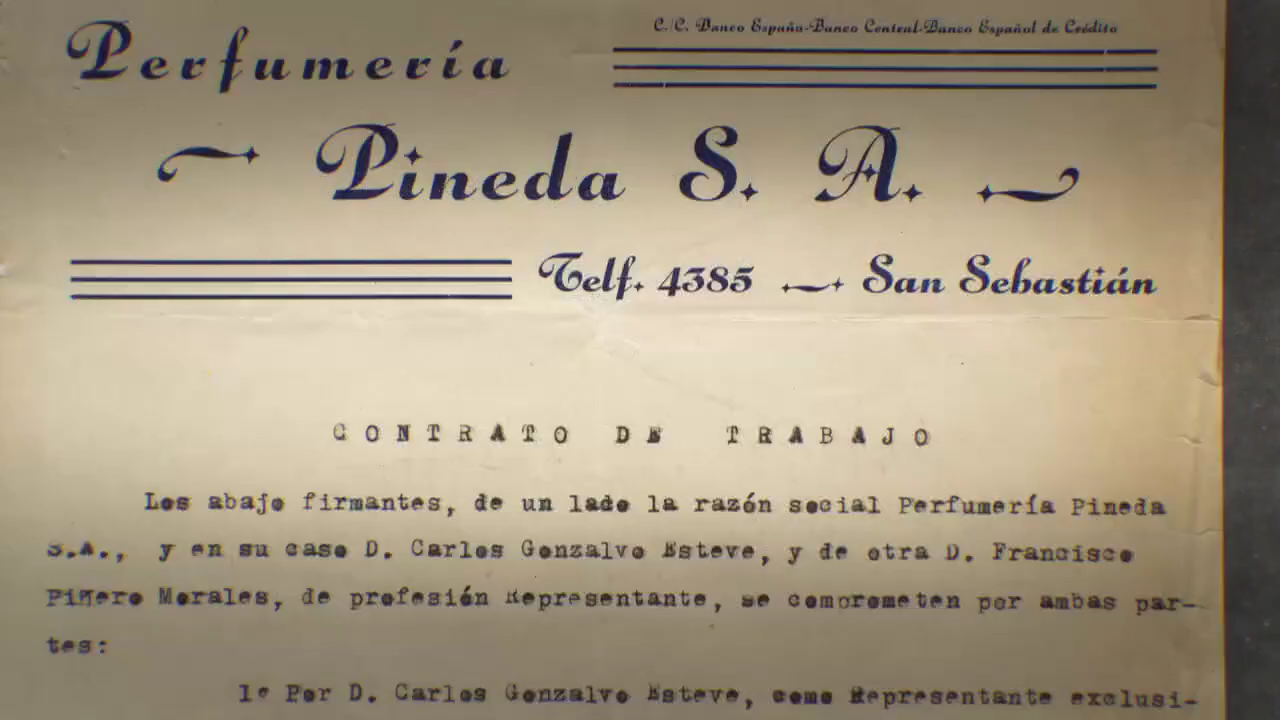 C/C. Banco España-Banco Central-Banco Español de Crédito
Perfumería
Pineda S. A.
Telf. 4385 San Sebastián
CONTRATO DE TRABAJO
Los abajo firmantes, de un lado la razón social Perfumería Pineda
S.A., y en su caso D. Carlos Gonzalvo Esteve, y de otra D. Francisco
Piñero Morales, de profesión Representante, se comprometen por ambas par-
tes:
1º Por D. Carlos Gonzalvo Esteve, como Representante exclusi-